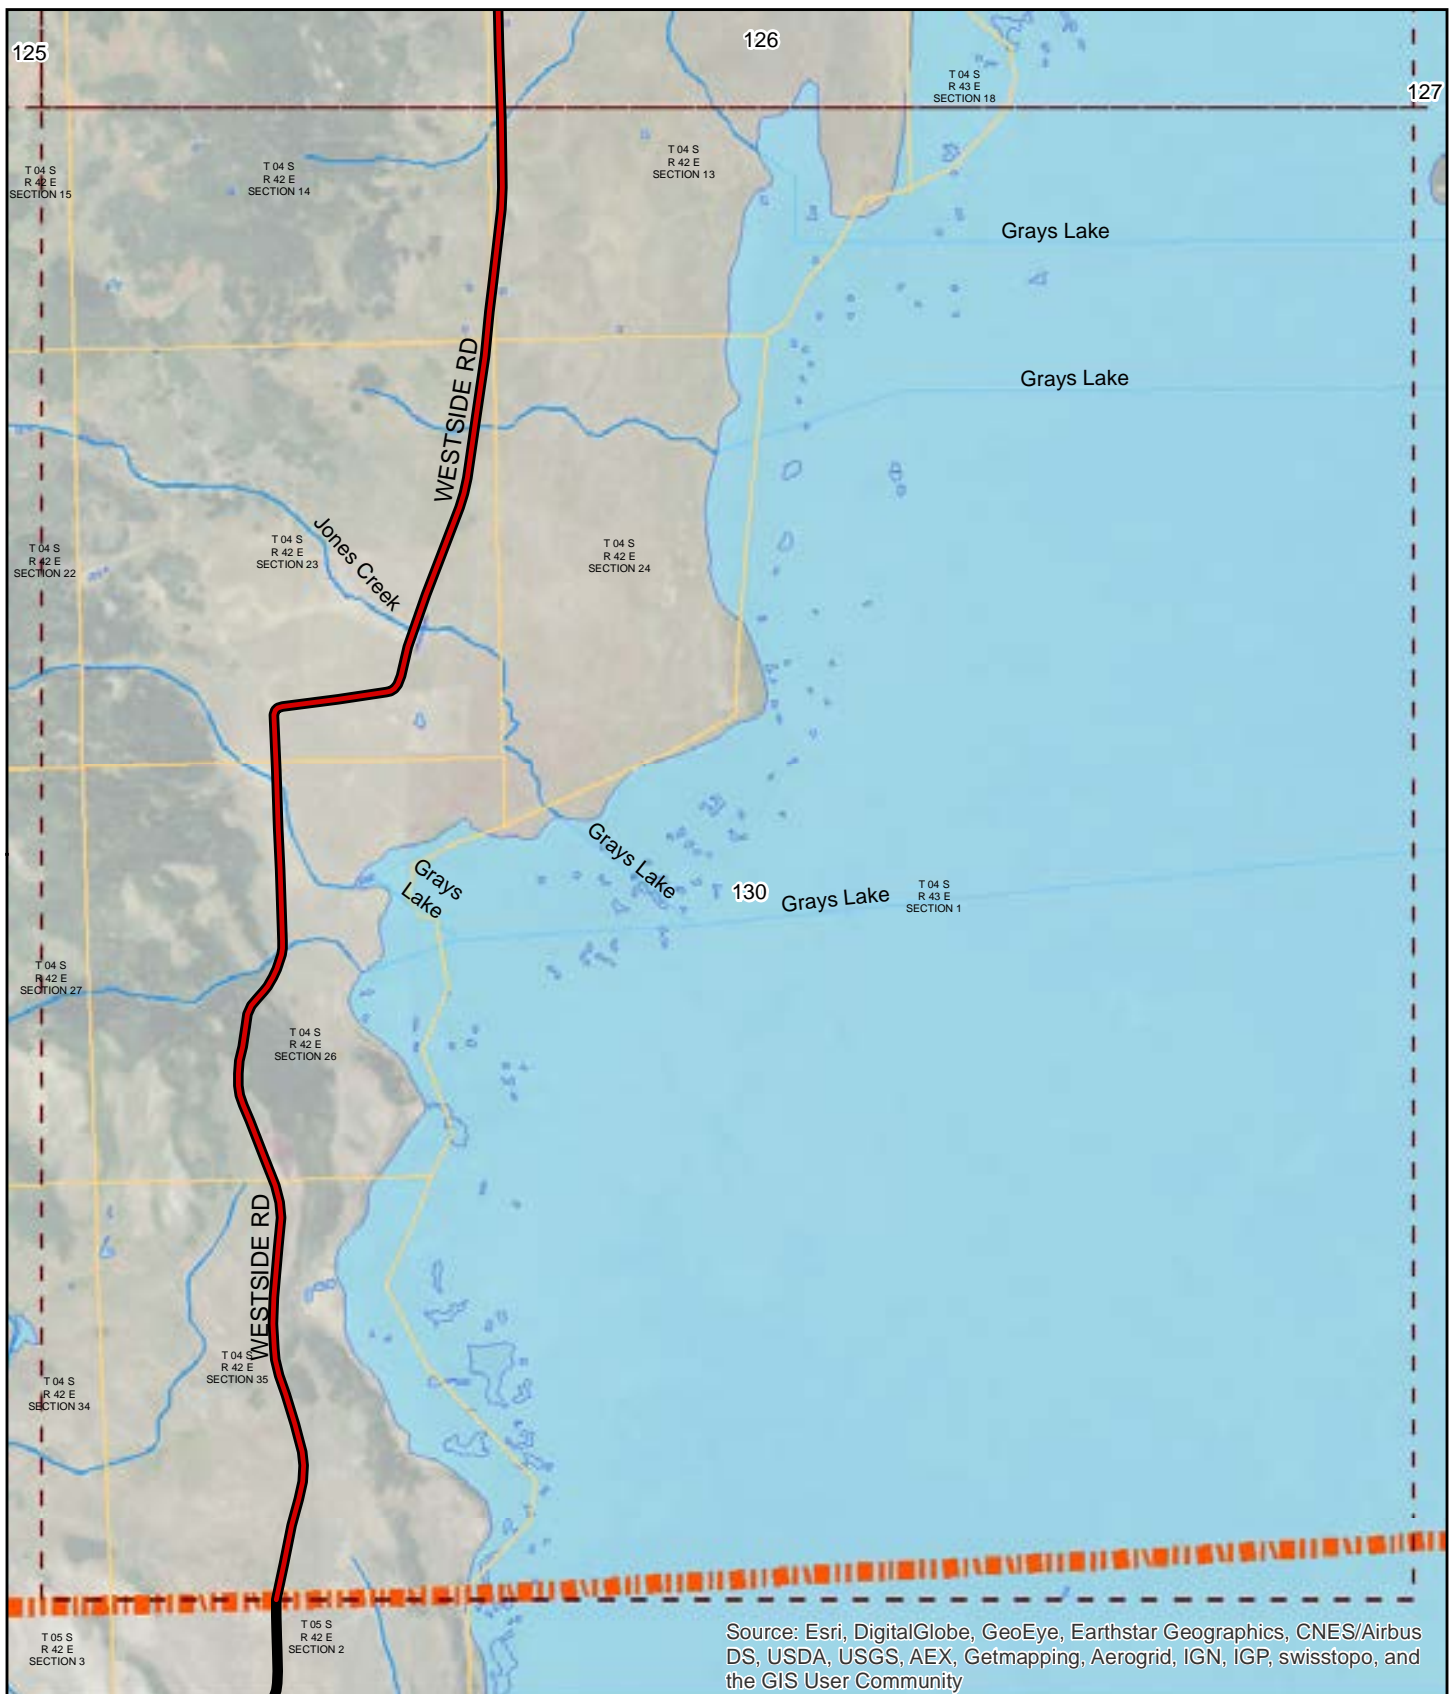 125
126
127
T 04 S
R 43 E
SECTION 18
T 04 S
R 42 E
SECTION 15
T 04 S
R 42 E
SECTION 14
T 04 S
R 42 E
SECTION 13
Grays Lake
Grays Lake
WESTSIDE RD
Jones Creek
T 04 S
R 42 E
SECTION 22
T 04 S
R 42 E
SECTION 23
T 04 S
R 42 E
SECTION 24
Grays
Lake
Grays Lake
130
Grays Lake
T 04 S
R 43 E
SECTION 1
T 04 S
R 42 E
SECTION 27
T 04 S
R 42 E
SECTION 26
WESTSIDE RD
T 04 S
R 42 E
SECTION 35
T 04 S
R 42 E
SECTION 34
T 05 S
R 42 E
SECTION 3
T 05 S
R 42 E
SECTION 2
Source: Esri, DigitalGlobe, GeoEye, Earthstar Geographics, CNES/Airbus
DS, USDA, USGS, AEX, Getmapping, Aerogrid, IGN, IGP, swisstopo, and
the GIS User Community